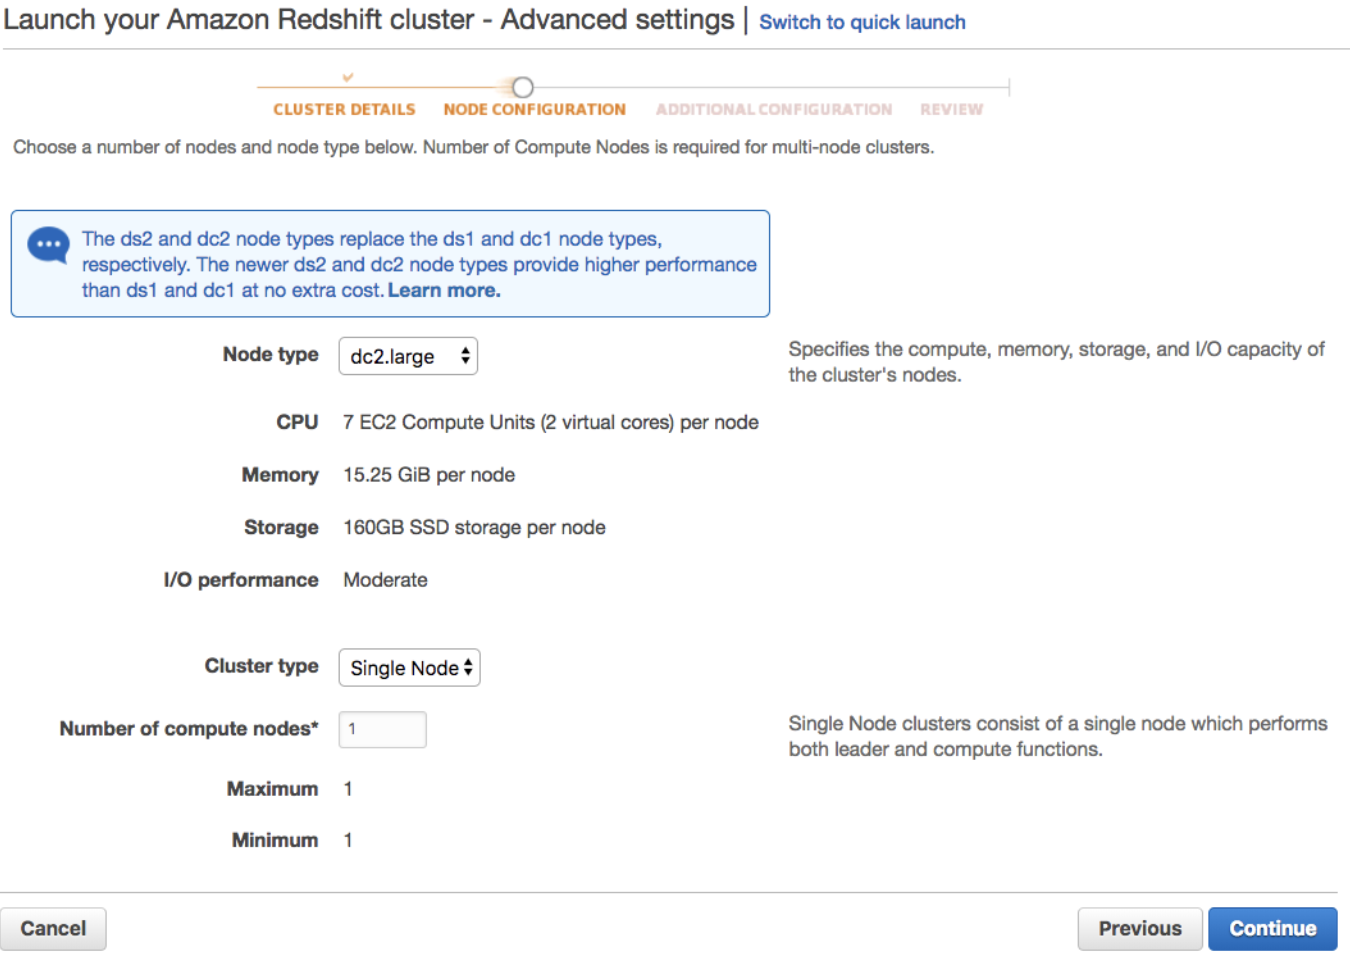 Launch your Amazon Redshift cluster - Advanced settings | Switch to quick launch
CLUSTER DETAILS NODE CONFIGURATION ADDITIONAL CONFIGURATION REVIEW
Choose a number of nodes and node type below. Number of Compute Nodes is required for multi-node clusters.
The ds2 and dc2 node types replace the ds1 and dc1 node types,
respectively. The newer ds2 and dc2 node types provide higher performance
than ds1 and dc1 at no extra cost. Learn more.
Node type dc2.large Specifies the compute, memory, storage, and I/O capacity of
the cluster's nodes.
CPU 7 EC2 Compute Units (2 virtual cores) per node
Memory 15.25 GiB per node
Storage 160GB SSD storage per node
I/O performance Moderate
Cluster type Single Node
Number of compute nodes* 1 Single Node clusters consist of a single node which performs
both leader and compute functions.
Maximum 1
Minimum 1
Cancel Previous Continue